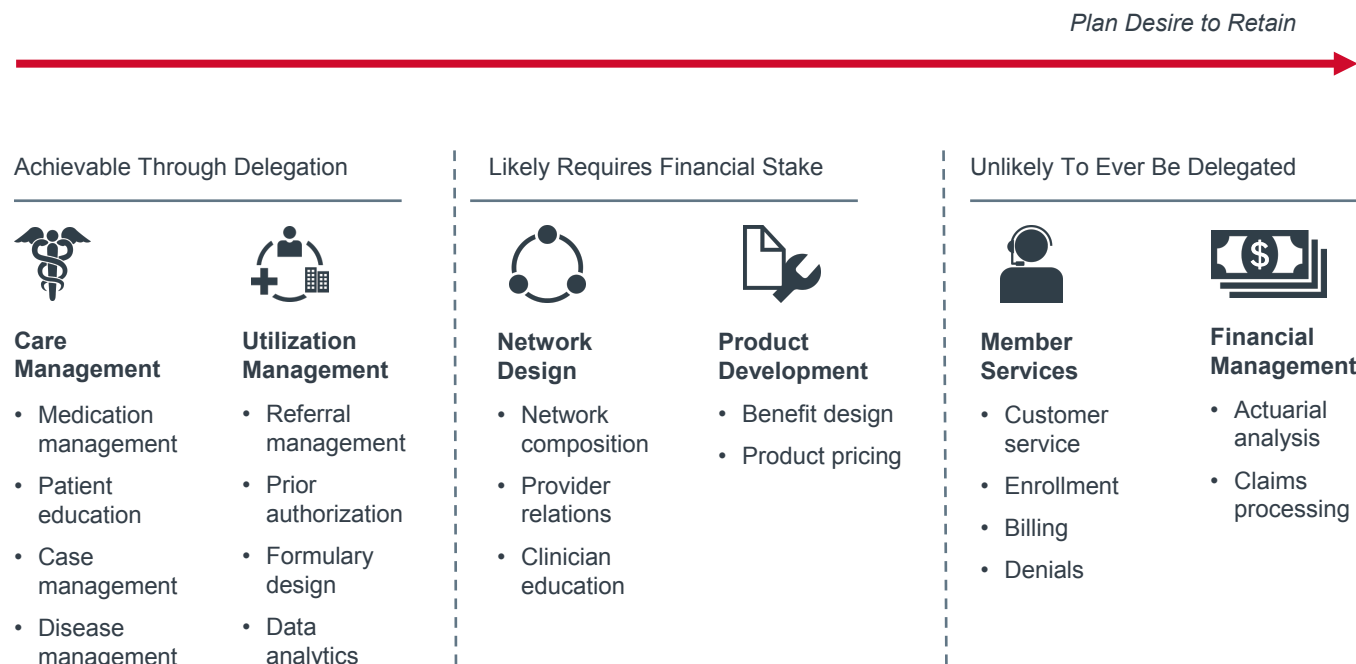 Plan Desire to Retain
Achievable Through Delegation
Care
Management
• Medication
management
• Patient
education
• Case
management
• Disease
management
Utilization
Management
• Referral
management
• Prior
authorization
• Formulary
design
• Data
analytics
Likely Requires Financial Stake
Network
Design
• Network
composition
• Provider
relations
• Clinician
education
Product
Development
• Benefit design
• Product pricing
Unlikely To Ever Be Delegated
Member
Services
• Customer
service
• Enrollment
• Billing
• Denials
$
Financial
Management
• Actuarial
analysis
• Claims
processing